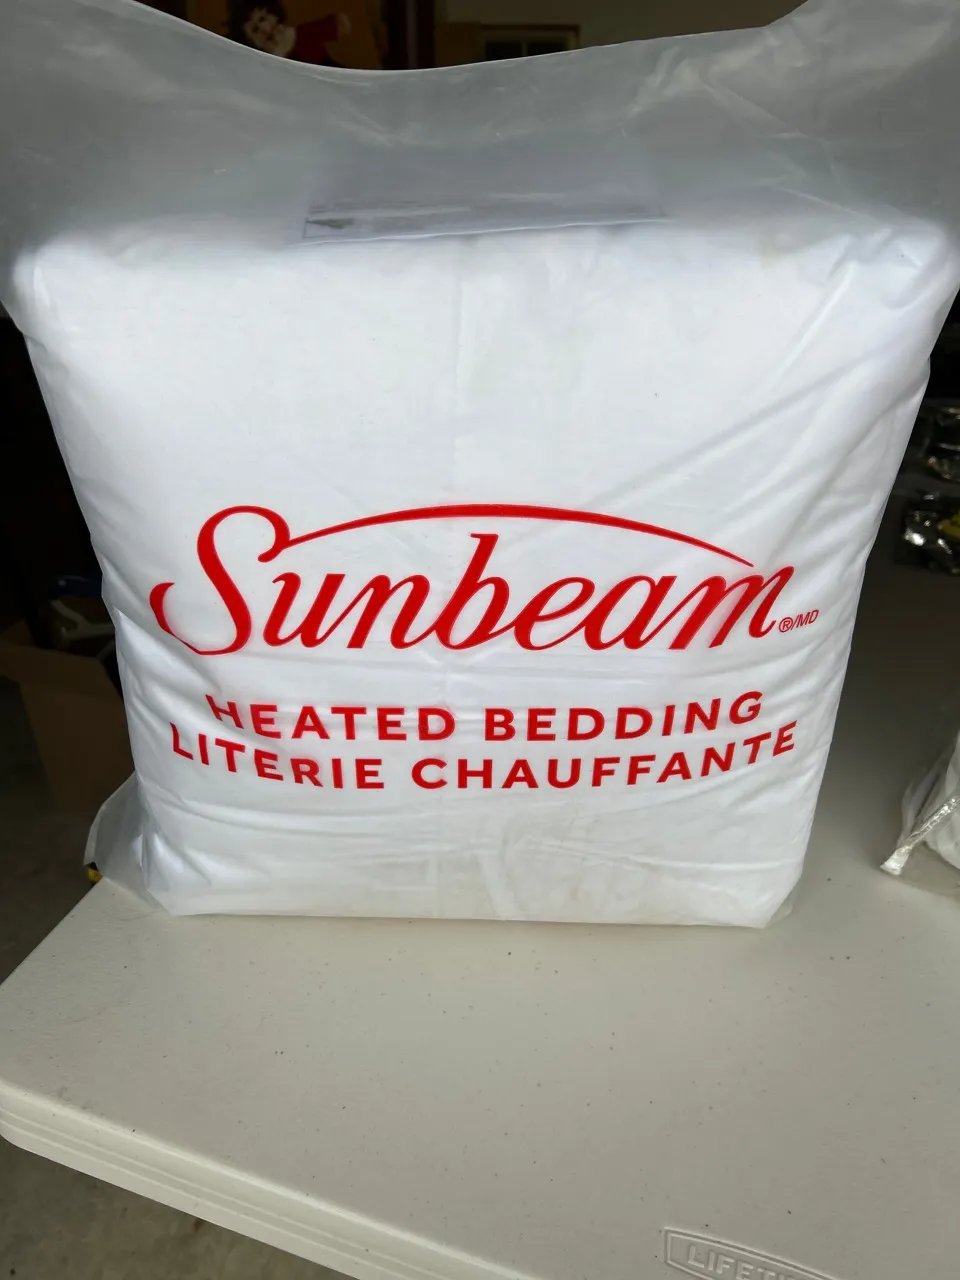 Sunbeam ®/MD
HEATED BEDDING
LITERIE CHAUFFANTE